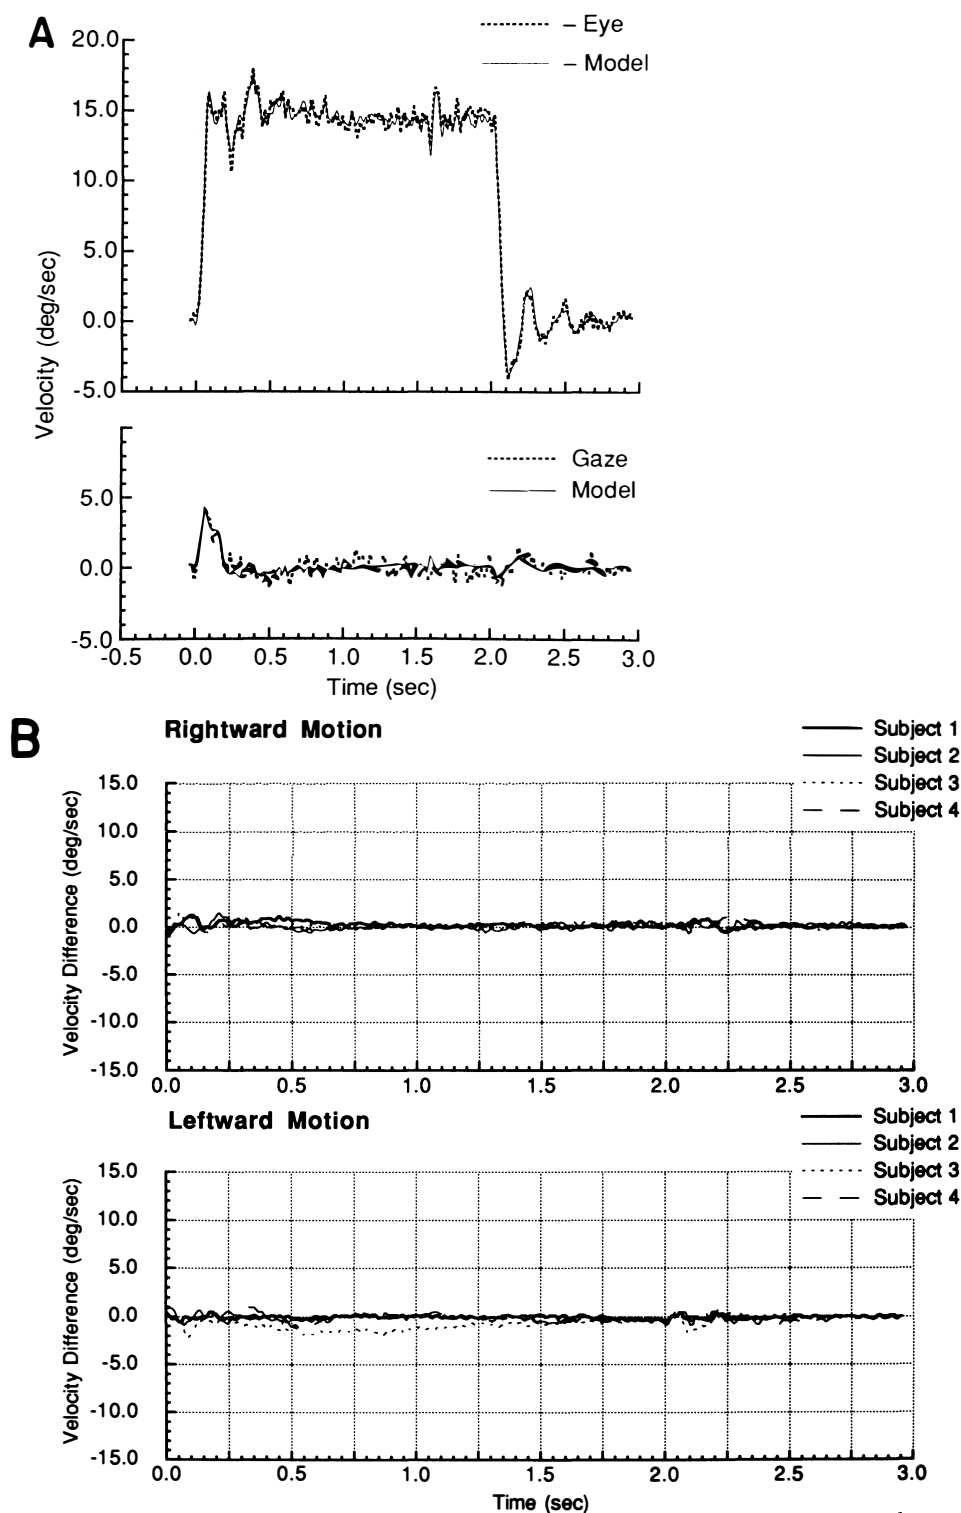 A
– Eye
– Model
20.0
15.0
10.0
5.0
0.0
-5.0
Velocity (deg/sec)
Gaze
Model
5.0
0.0
-5.0
-0.5 0.0 0.5 1.0 1.5 2.0 2.5 3.0
Time (sec)
B
Rightward Motion
Subject 1
Subject 2
Subject 3
Subject 4
15.0
10.0
5.0
0.0
-5.0
-10.0
-15.0
Velocity Difference (deg/sec)
0.0 0.5 1.0 1.5 2.0 2.5 3.0
Leftward Motion
Subject 1
Subject 2
Subject 3
Subject 4
15.0
10.0
5.0
0.0
-5.0
-10.0
-15.0
Velocity Difference (deg/sec)
0.0 0.5 1.0 1.5 2.0 2.5 3.0
Time (sec)